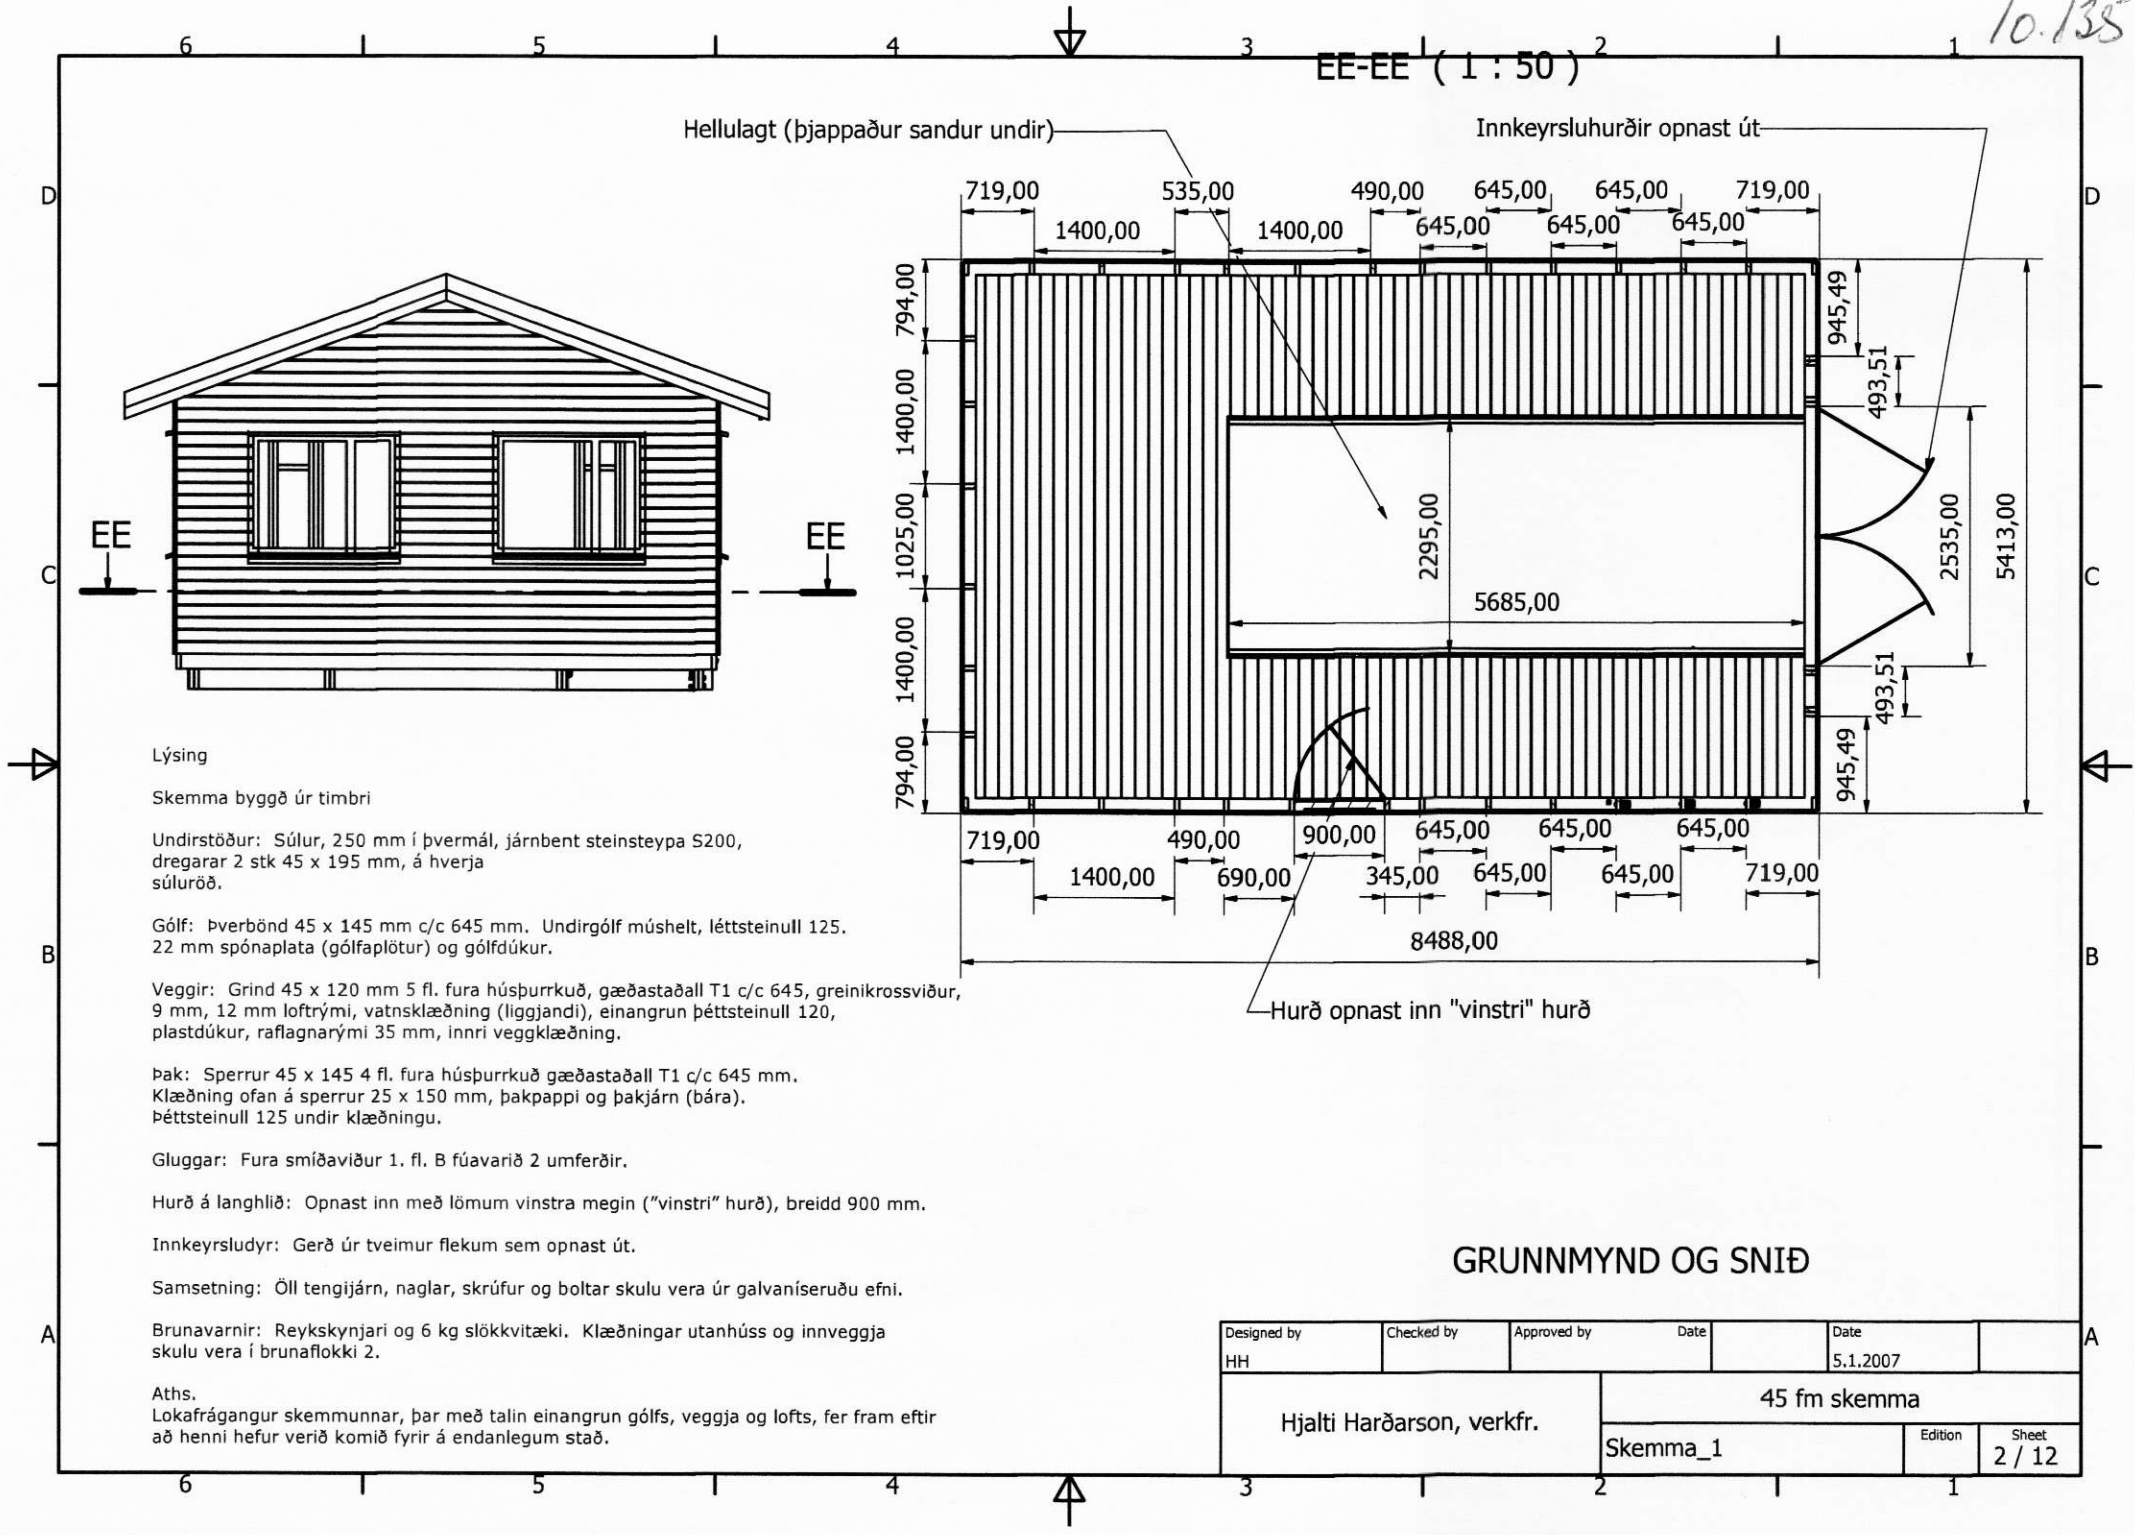 10.135
6 5 4 3 2 1
EE-EE ( 1 : 50 )
Hellulagt (þjappaður sandur undir)
Innkeyrsluhurðir opnast út
D
D
719,00 535,00 490,00 645,00 645,00 719,00
1400,00 1400,00 645,00 645,00 645,00
794,00
1400,00
1025,00
1400,00
794,00
945,49
493,51
2535,00
5413,00
493,51
945,49
2295,00
5685,00
EE
EE
C
C
719,00 490,00 900,00 645,00 645,00 645,00
1400,00 690,00 345,00 645,00 645,00 719,00
8488,00
Hurð opnast inn "vinstri" hurð
B
B
Lýsing
Skemma byggð úr timbri
Undirstöður: Súlur, 250 mm í þvermál, járnbent steinsteypa S200,
dregarar 2 stk 45 x 195 mm, á hverja
súluröð.
Gólf: Þverbönd 45 x 145 mm c/c 645 mm. Undirgólf múshelt, léttsteinull 125.
22 mm spónaplata (gólfaplötur) og gólfdúkur.
Veggir: Grind 45 x 120 mm 5 fl. fura húsþurrkuð, gæðastaðall T1 c/c 645, greinikrossviður,
9 mm, 12 mm loftrými, vatnsklæðning (liggjandi), einangrun þéttsteinull 120,
plastdúkur, raflagnarými 35 mm, innri veggklæðning.
Þak: Sperrur 45 x 145 4 fl. fura húsþurrkuð gæðastaðall T1 c/c 645 mm.
Klæðning ofan á sperrur 25 x 150 mm, þakpappi og þakjárn (bára).
Þéttsteinull 125 undir klæðningu.
Gluggar: Fura smíðaviður 1. fl. B fúavarið 2 umferðir.
Hurð á langhlið: Opnast inn með lömum vinstra megin ("vinstri" hurð), breidd 900 mm.
Innkeyrsludyr: Gerð úr tveimur flekum sem opnast út.
Samsetning: Öll tengijárn, naglar, skrúfur og boltar skulu vera úr galvaníseruðu efni.
Brunavarnir: Reykskynjari og 6 kg slökkvitæki. Klæðningar utanhúss og innveggja
skulu vera í brunaflokki 2.
Aths.
Lokafrágangur skemmunnar, þar með talin einangrun gólfs, veggja og lofts, fer fram eftir
að henni hefur verið komið fyrir á endanlegum stað.
GRUNNMYND OG SNIÐ
A
A
Designed by Checked by Approved by Date Date
HH 5.1.2007
Hjalti Harðarson, verkfr.
45 fm skemma
Skemma_1
Edition
Sheet
2 / 12
6 5 4 3 2 1